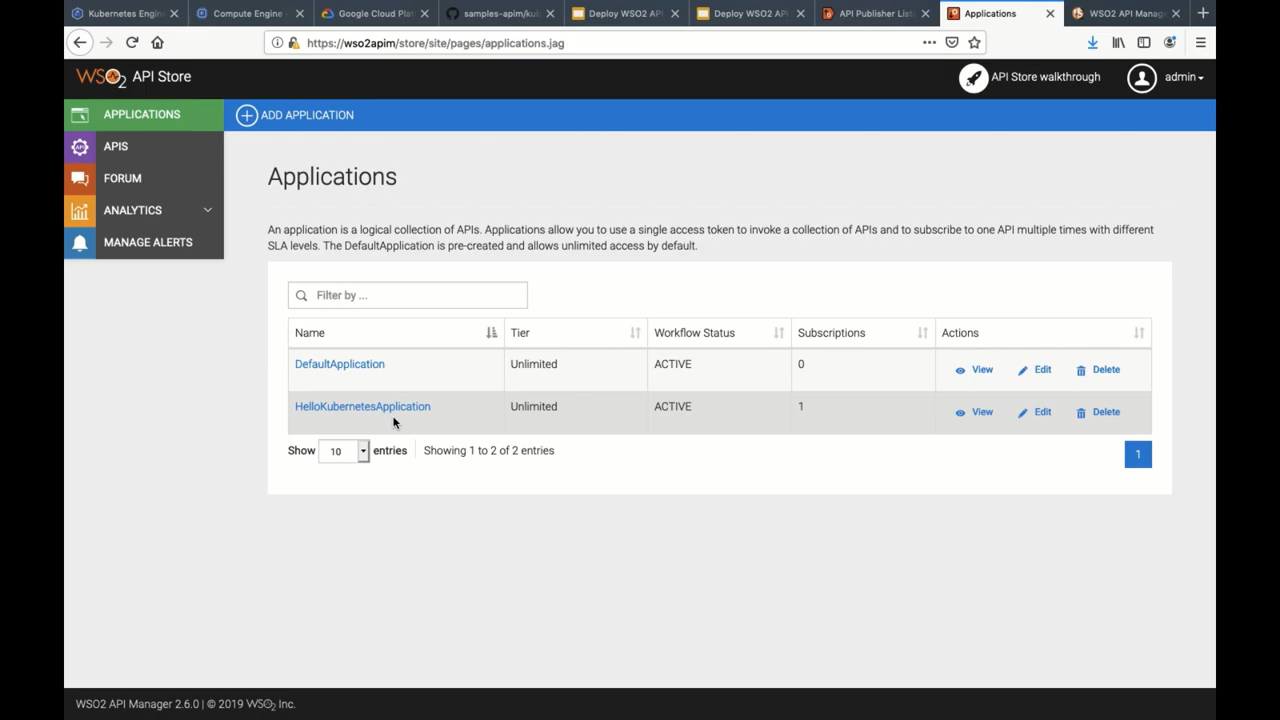 Kubernetes Engin
Compute Engine -
Google Cloud Plat
samples-apim/kub
Deploy WSO2 API
Deploy WSO2 API
API Publisher List
Applications
WSO2 API Manag
https://wso2apim/store/site/pages/applications.jag
WSO2 API Store
API Store walkthrough
admin
APPLICATIONS
ADD APPLICATION
APIS
FORUM
ANALYTICS
MANAGE ALERTS
Applications
An application is a logical collection of APIs. Applications allow you to use a single access token to invoke a collection of APIs and to subscribe to one API multiple times with different
SLA levels. The DefaultApplication is pre-created and allows unlimited access by default.
Filter by ...
Name Tier Workflow Status Subscriptions Actions
DefaultApplication Unlimited ACTIVE 0 View Edit Delete
HelloKubernetesApplication Unlimited ACTIVE 1 View Edit Delete
Show 10 entries Showing 1 to 2 of 2 entries 1
WSO2 API Manager 2.6.0 | © 2019 WSO2 Inc.